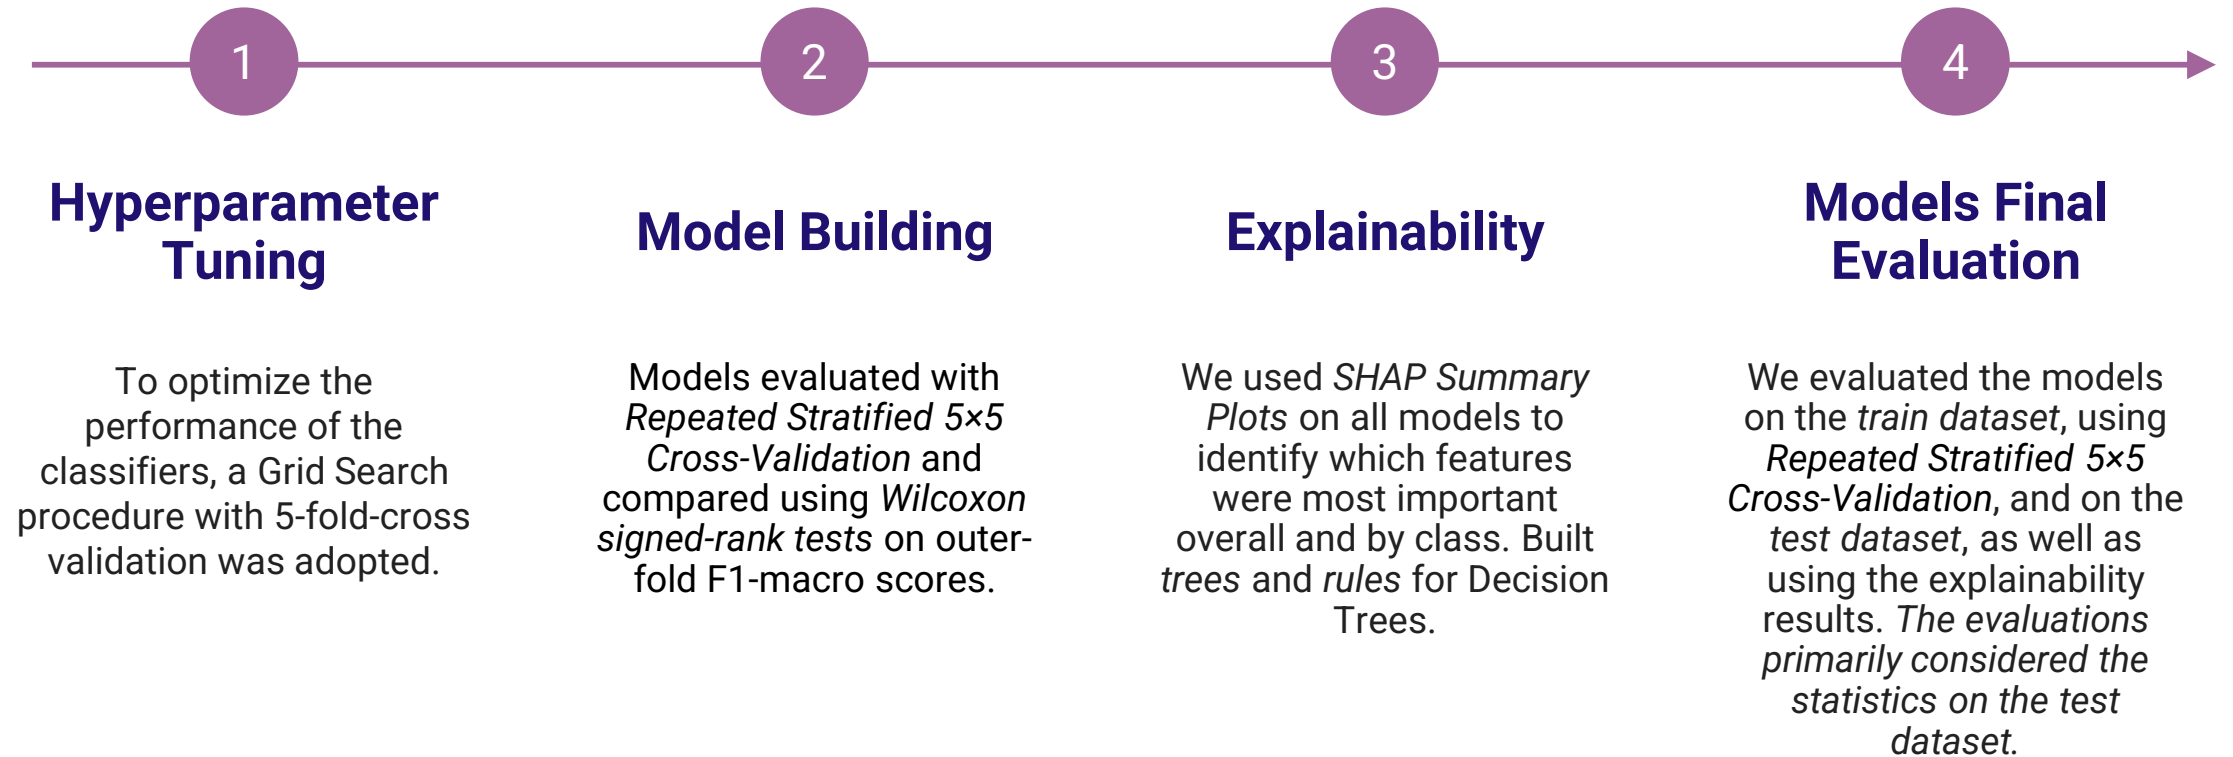 1
Hyperparameter
Tuning
To optimize the
performance of the
classifiers, a Grid Search
procedure with 5-fold-cross
validation was adopted.
2
Model Building
Models evaluated with
Repeated Stratified 5×5
Cross-Validation and
compared using Wilcoxon
signed-rank tests on outer-
fold F1-macro scores.
3
Explainability
We used SHAP Summary
Plots on all models to
identify which features
were most important
overall and by class. Built
trees and rules for Decision
Trees.
4
Models Final
Evaluation
We evaluated the models
on the train dataset, using
Repeated Stratified 5×5
Cross-Validation, and on the
test dataset, as well as
using the explainability
results. The evaluations
primarily considered the
statistics on the test
dataset.